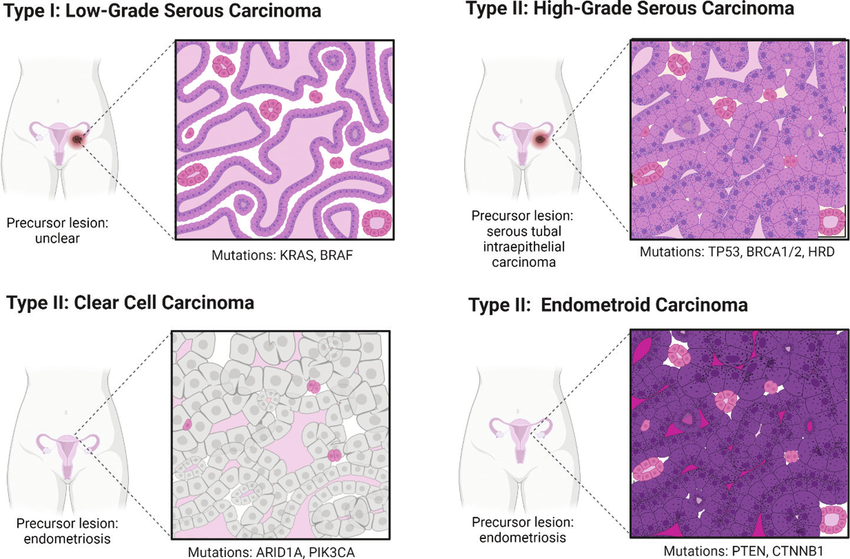 Type I: Low-Grade Serous Carcinoma
Precursor lesion:
unclear
Mutations: KRAS, BRAF
Type II: High-Grade Serous Carcinoma
Precursor lesion:
serous tubal
intraepithelial
carcinoma
Mutations: TP53, BRCA1/2, HRD
Type II: Clear Cell Carcinoma
Precursor lesion:
endometriosis
Mutations: ARID1A, PIK3CA
Type II: Endometroid Carcinoma
Precursor lesion:
endometriosis
Mutations: PTEN, CTNNB1